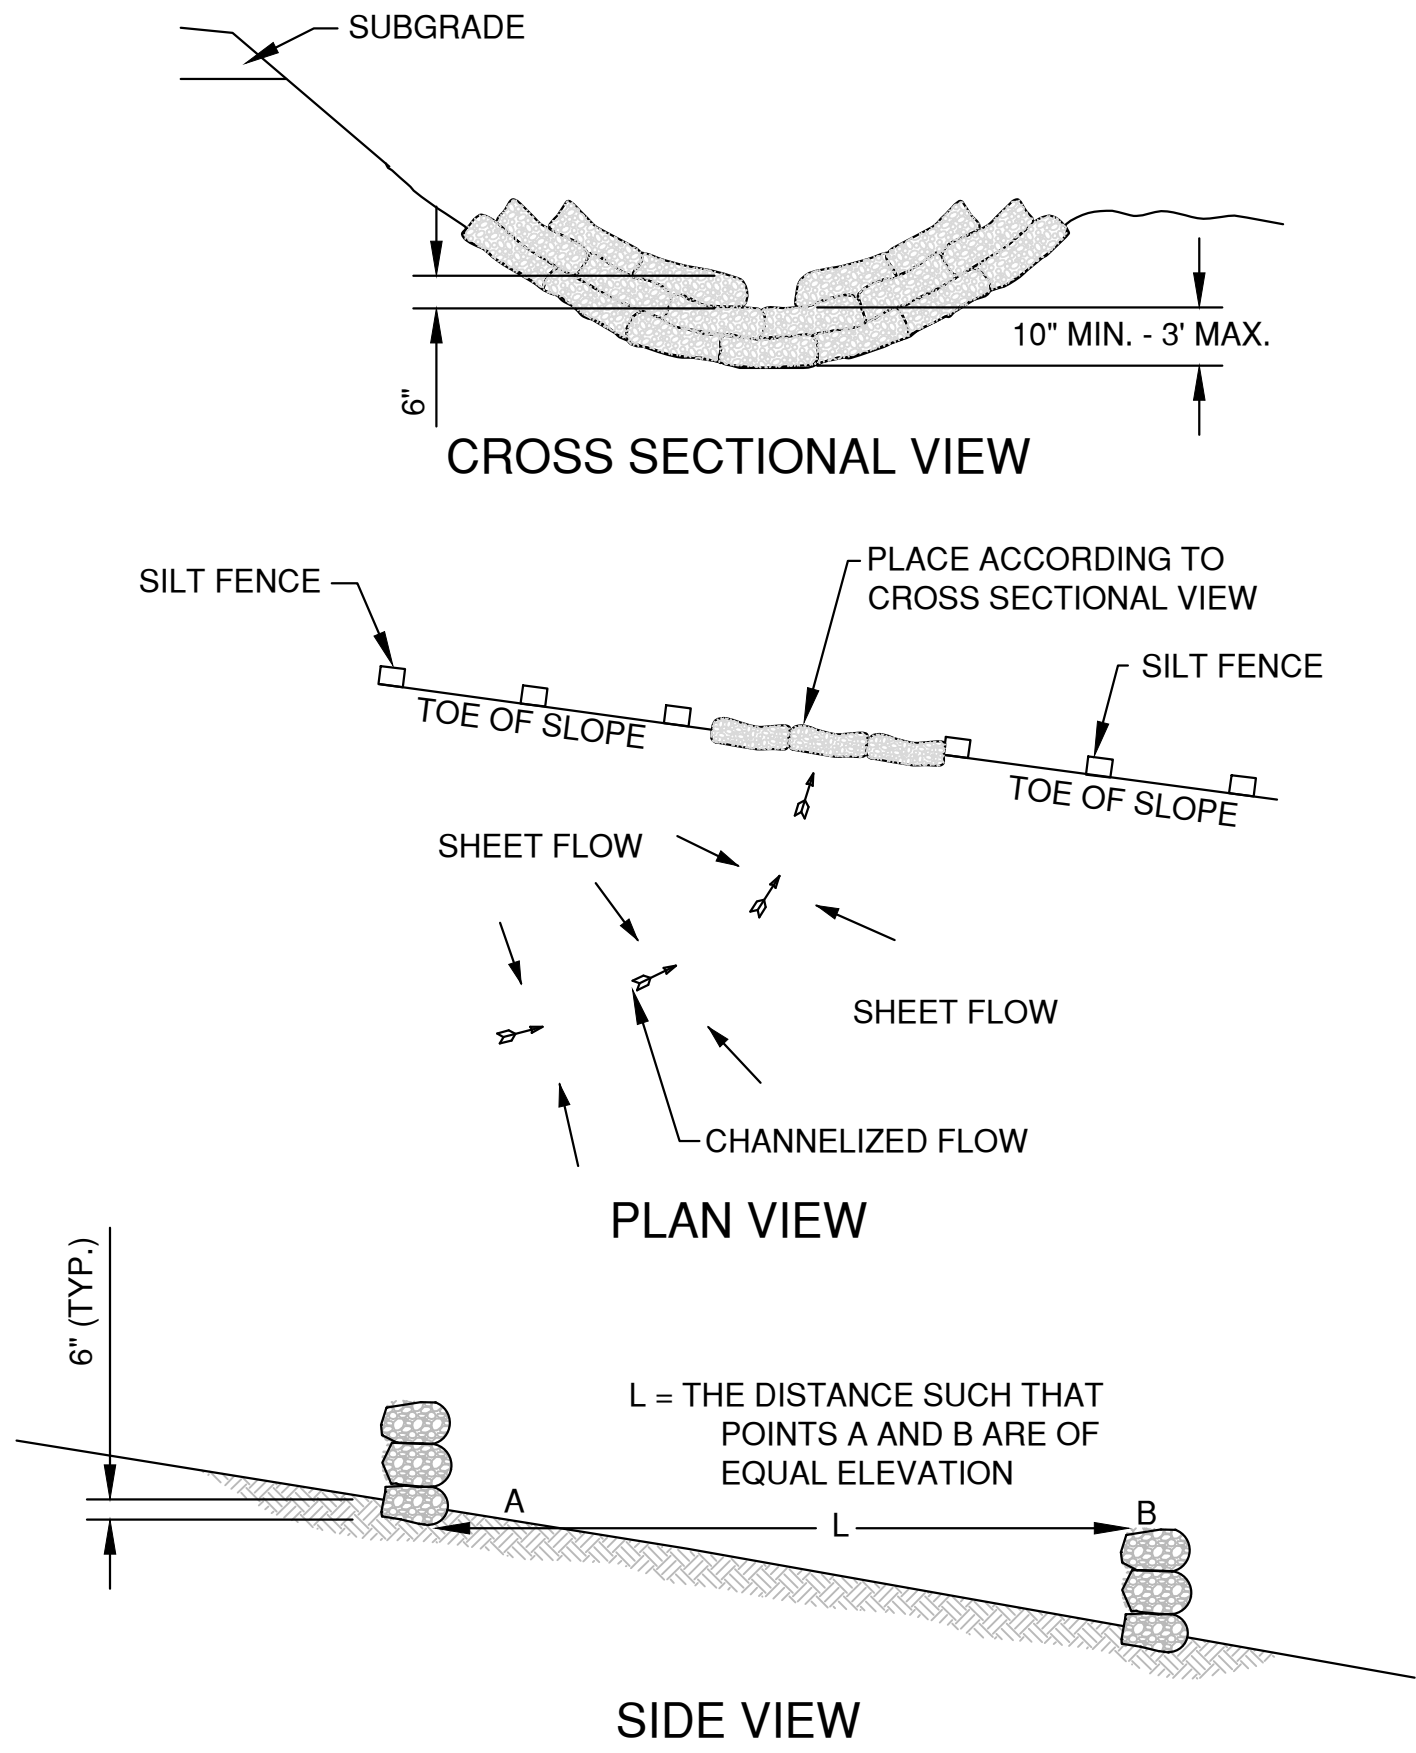 SUBGRADE
10" MIN. - 3' MAX.
6"
CROSS SECTIONAL VIEW
PLACE ACCORDING TO
CROSS SECTIONAL VIEW
SILT FENCE
SILT FENCE
TOE OF SLOPE
TOE OF SLOPE
SHEET FLOW
SHEET FLOW
CHANNELIZED FLOW
PLAN VIEW
6" (TYP.)
L = THE DISTANCE SUCH THAT
POINTS A AND B ARE OF
EQUAL ELEVATION
A
B
L
SIDE VIEW